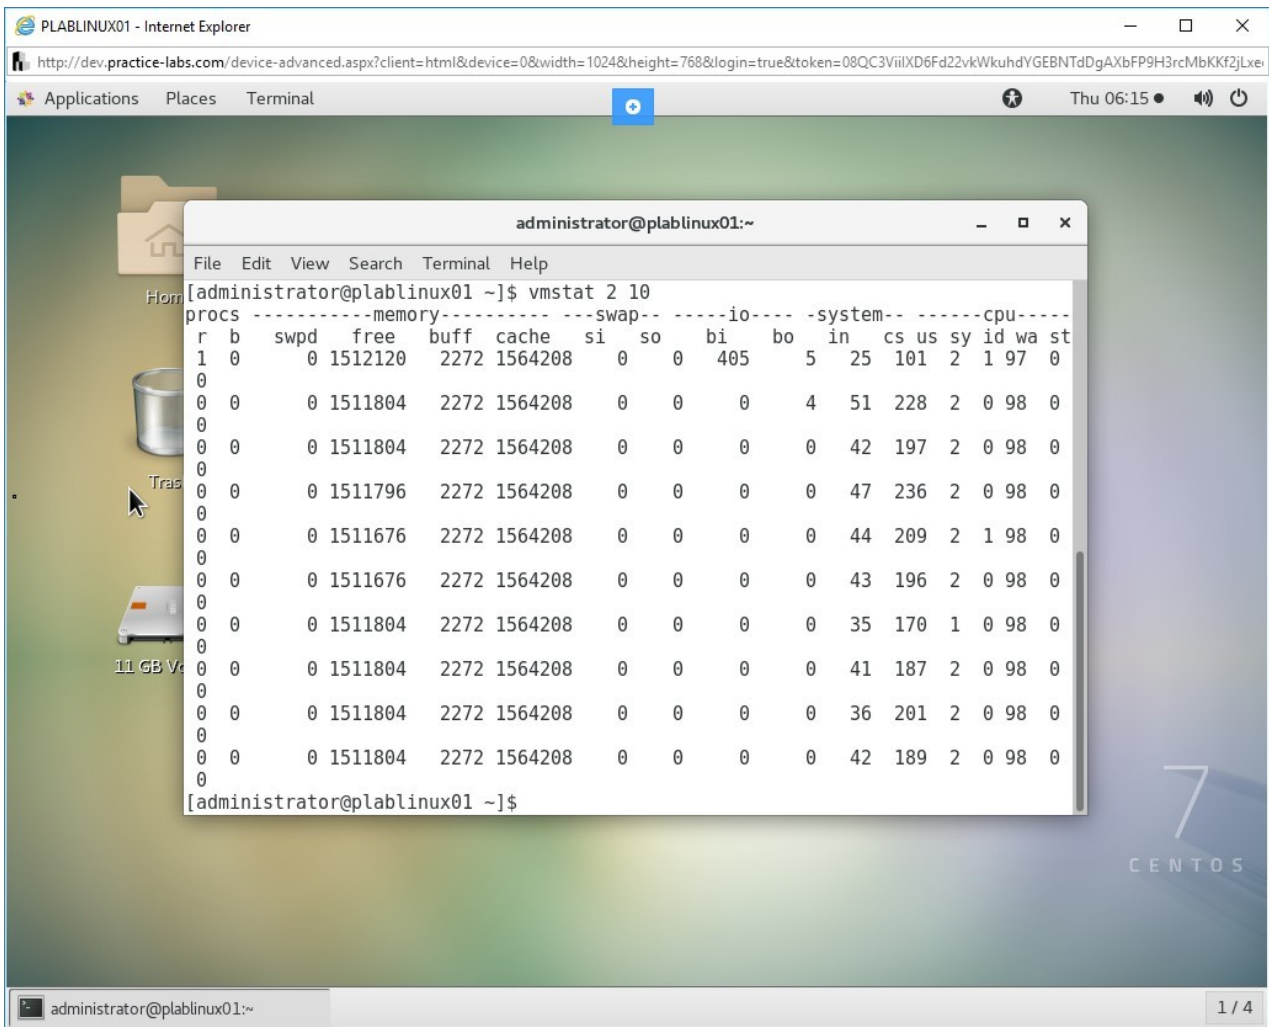 PLABLINUX01 - Internet Explorer
http://dev.practice-labs.com/device-advanced.aspx?client=html&device=0&width=1024&height=768&login=true&token=08QC3ViiIXD6Fd22vkWkuhdYGEBNTdDgAXbFP9H3rcMbKKf2jLxe
Applications Places Terminal Thu 06:15
administrator@plablinux01:~
File Edit View Search Terminal Help
[administrator@plablinux01 ~]$ vmstat 2 10
procs -----------memory---------- ---swap-- -----io---- -system-- ------cpu-----
r b swpd free buff cache si so bi bo in cs us sy id wa st
1 0 0 1512120 2272 1564208 0 0 405 5 25 101 2 1 97 0
0
0 0 0 1511804 2272 1564208 0 0 0 4 51 228 2 0 98 0
0
0 0 0 1511804 2272 1564208 0 0 0 0 42 197 2 0 98 0
0
0 0 0 1511796 2272 1564208 0 0 0 0 47 236 2 0 98 0
0
0 0 0 1511676 2272 1564208 0 0 0 0 44 209 2 1 98 0
0
0 0 0 1511676 2272 1564208 0 0 0 0 43 196 2 0 98 0
0
0 0 0 1511804 2272 1564208 0 0 0 0 35 170 1 0 98 0
0
0 0 0 1511804 2272 1564208 0 0 0 0 41 187 2 0 98 0
0
0 0 0 1511804 2272 1564208 0 0 0 0 36 201 2 0 98 0
0
0 0 0 1511804 2272 1564208 0 0 0 0 42 189 2 0 98 0
0
[administrator@plablinux01 ~]$
Hom
Tras
11 GB Vo
7
CENTOS
administrator@plablinux01:~
1 / 4